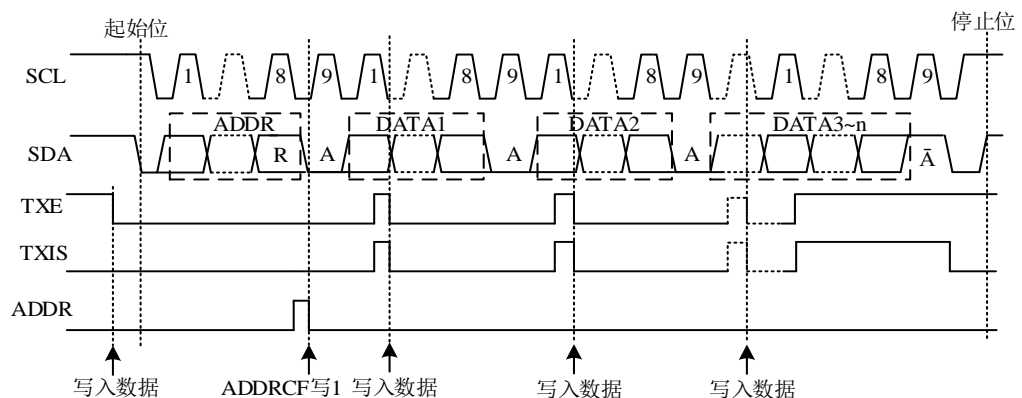 起始位 停止位
SCL 1 8 9 1 8 9 1 8 9 1 8 9
ADDR DATA1 DATA2 DATA3~n
SDA R̄ A A A Ā
TXE
TXIS
ADDR
写入数据 ADDRCF写1 写入数据 写入数据 写入数据